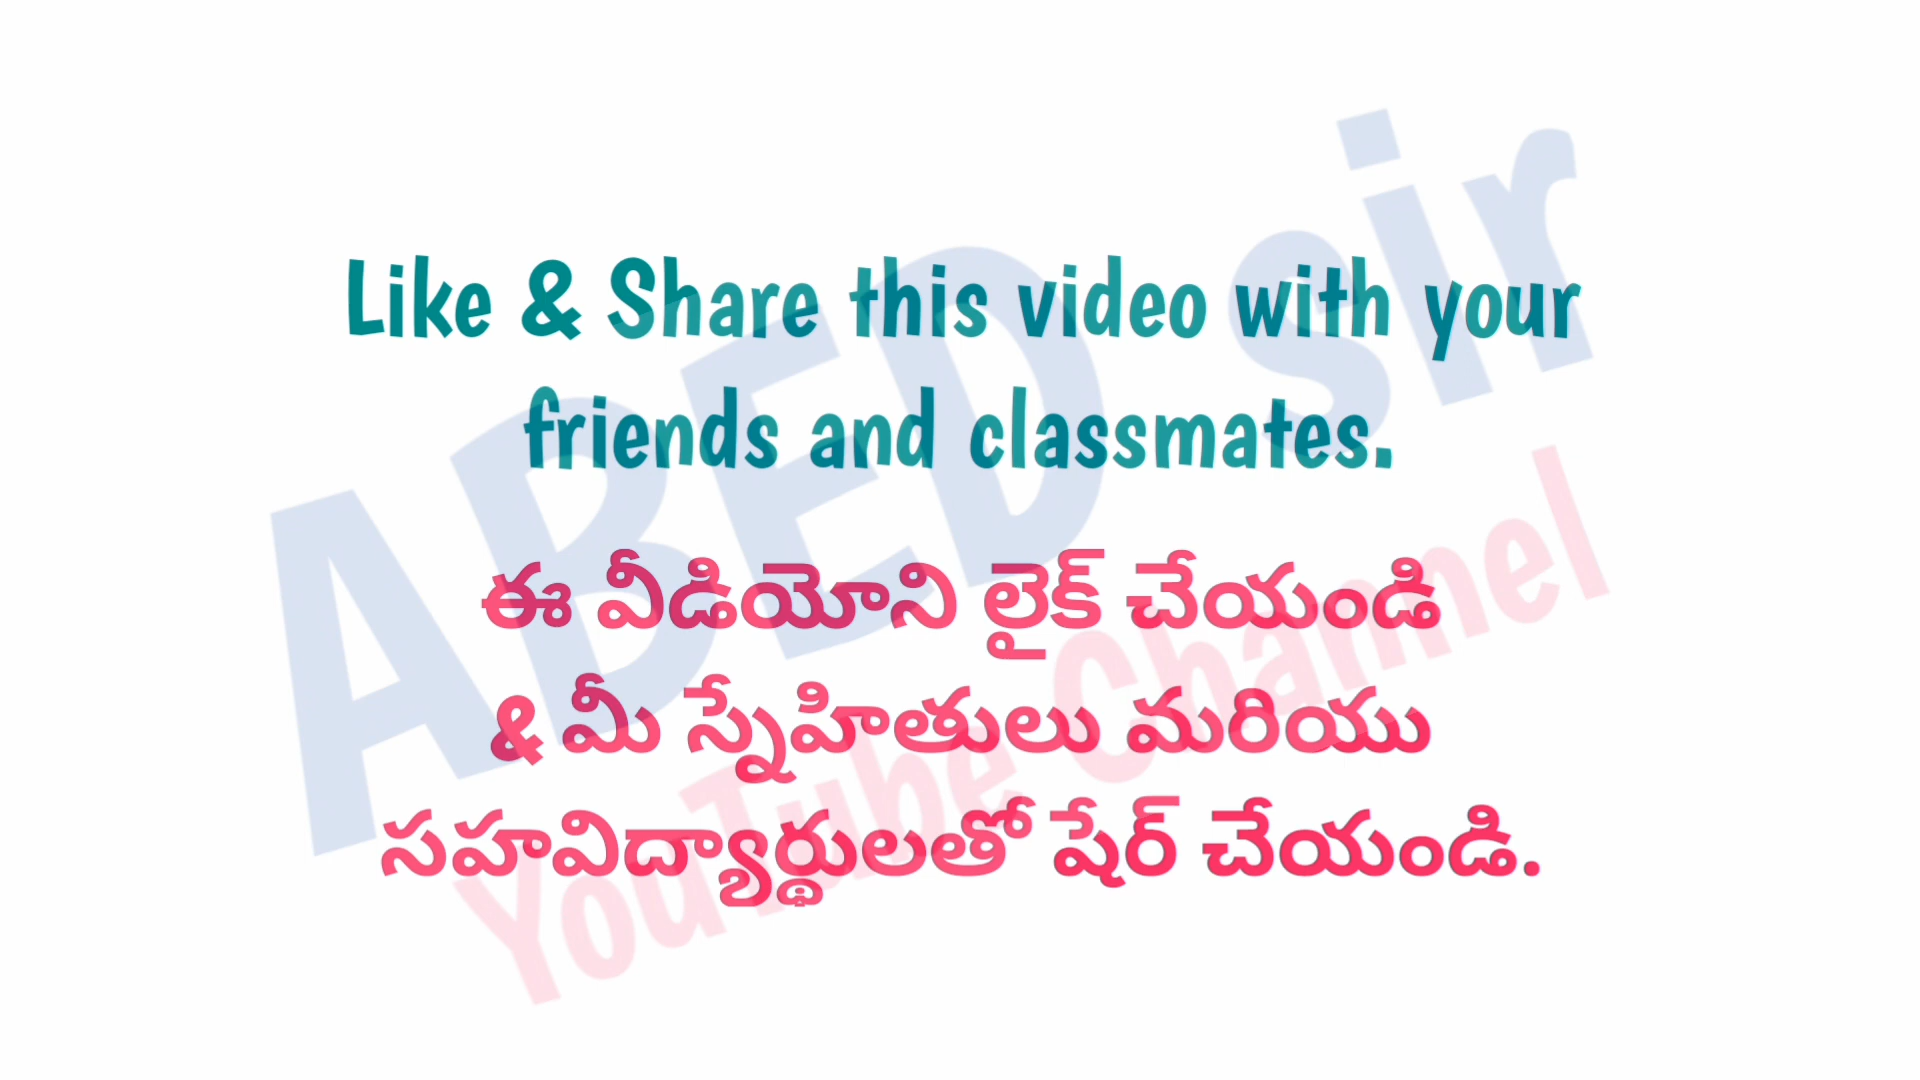 Like & Share this video with your
friends and classmates.
ఈ వీడియోని లైక్ చేయండి
& మీ స్నేహితులు మరియు
సహవిద్యార్థులతో షేర్ చేయండి.
ABED sir
YouTube Channel